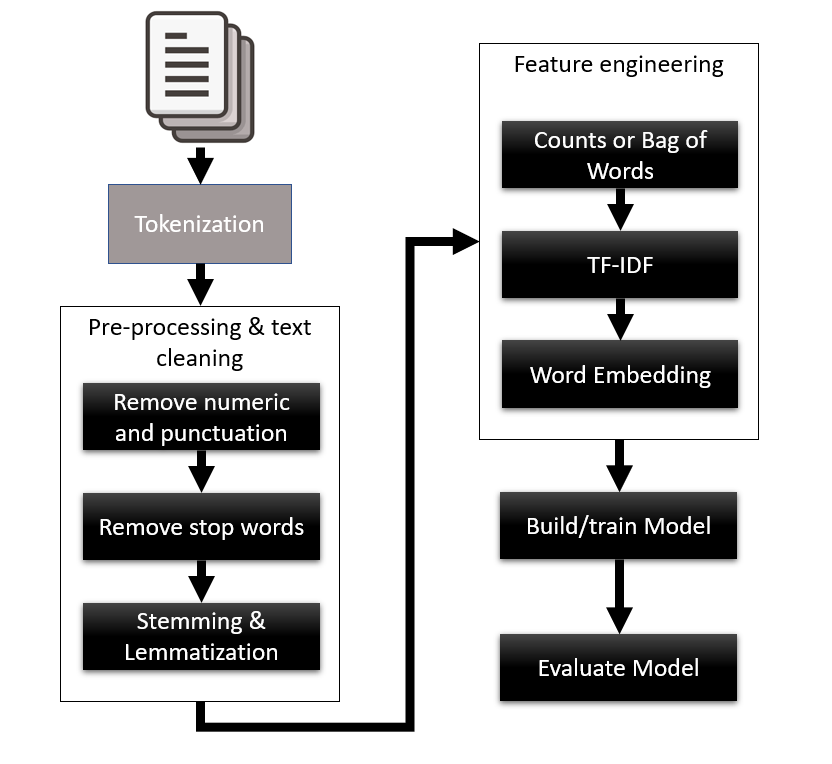 Tokenization
Pre-processing & text
cleaning
Remove numeric
and punctuation
Remove stop words
Stemming &
Lemmatization
Feature engineering
Counts or Bag of
Words
TF-IDF
Word Embedding
Build/train Model
Evaluate Model